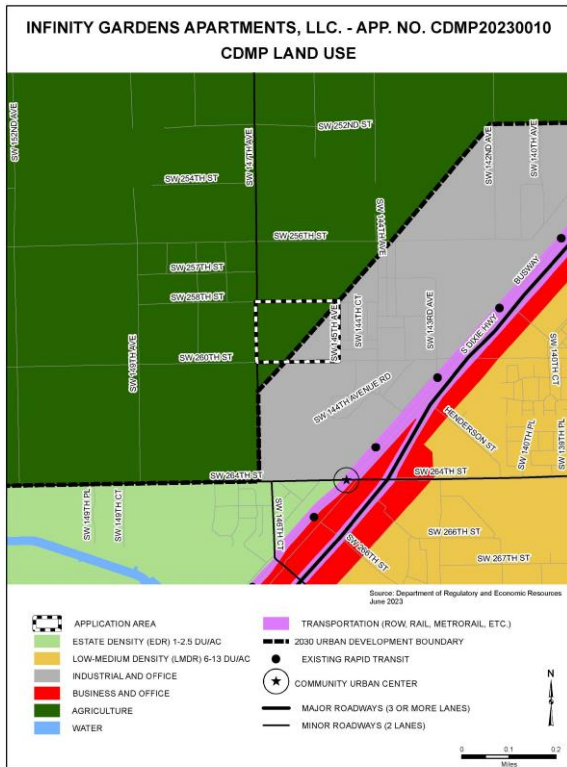 INFINITY GARDENS APARTMENTS, LLC. - APP. NO. CDMP20230010
CDMP LAND USE
SW 152ND AVE
SW 147TH AVE
SW 252ND ST
SW 142ND AVE
SW 140TH AVE
SW 254TH ST
SW 144TH AVE
SW 256TH ST
SW 257TH ST
SW 258TH ST
BUSWAY
SW 149TH AVE
SW 145TH AVE
SW 144TH CT
SW 143RD AVE
S DIXIE HWY
SW 260TH ST
SW 140TH CT
SW 144TH AVENUE RD
HENDERSON ST
SW 140TH PL
SW 139TH PL
SW 264TH ST
SW 264TH ST
SW 149TH PL
SW 149TH CT
SW 146TH CT
SW 266TH ST
SW 266TH ST
SW 267TH ST
Source: Department of Regulatory and Economic Resources
June 2023
APPLICATION AREA
ESTATE DENSITY (EDR) 1-2.5 DU/AC
LOW-MEDIUM DENSITY (LMDR) 6-13 DU/AC
INDUSTRIAL AND OFFICE
BUSINESS AND OFFICE
AGRICULTURE
WATER
TRANSPORTATION (ROW, RAIL, METRORAIL, ETC.)
2030 URBAN DEVELOPMENT BOUNDARY
EXISTING RAPID TRANSIT
COMMUNITY URBAN CENTER
MAJOR ROADWAYS (3 OR MORE LANES)
MINOR ROADWAYS (2 LANES)
N
0 0.1 0.2
Miles